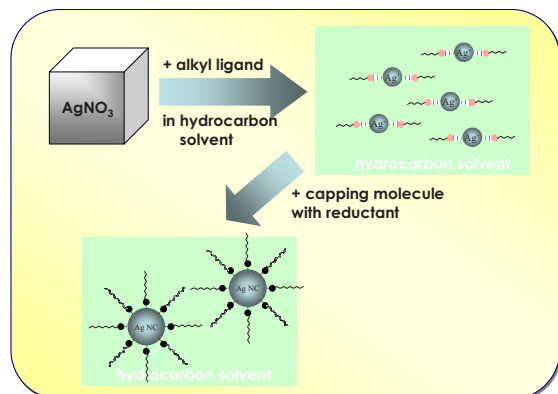 + alkyl ligand
AgNO₃
in hydrocarbon
solvent
Ag⁺
Ag⁺
Ag⁺
Ag⁺
Ag⁺
hydrocarbon solvent
+ capping molecule
with reductant
Ag NC
Ag NC
hydrocarbon solvent